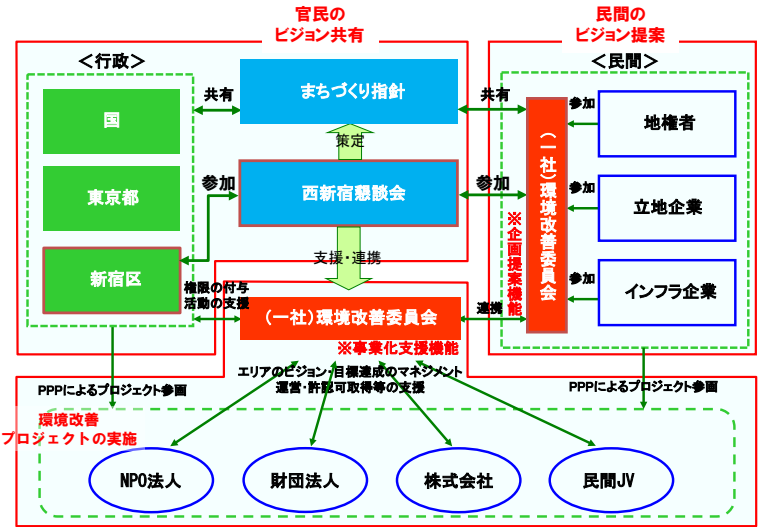 官民の
ビジョン共有
民間の
ビジョン提案
＜行政＞
＜民間＞
国
東京都
新宿区
共有
まちづくり指針
共有
策定
参加
西新宿懇談会
参加
支援・連携
権限の付与
活動の支援
（一社）環境改善委員会
※事業化支援機能
連携
（一社）環境改善委員会
※企画提案機能
参加
地権者
参加
立地企業
参加
インフラ企業
エリアのビジョン・目標達成のマネジメント
運営・許認可取得等の支援
PPPによるプロジェクト参画
PPPによるプロジェクト参画
環境改善
プロジェクトの実施
NPO法人
財団法人
株式会社
民間JV